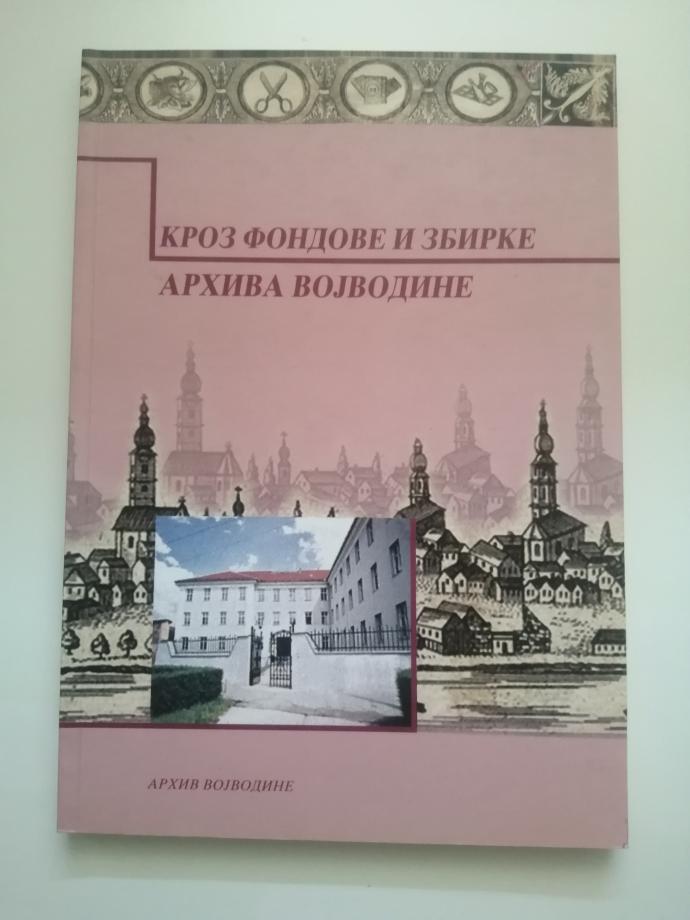 КРОЗ ФОНДОВЕ И ЗБИРКЕ
АРХИВА ВОЈВОДИНЕ
АРХИВ ВОЈВОДИНЕ